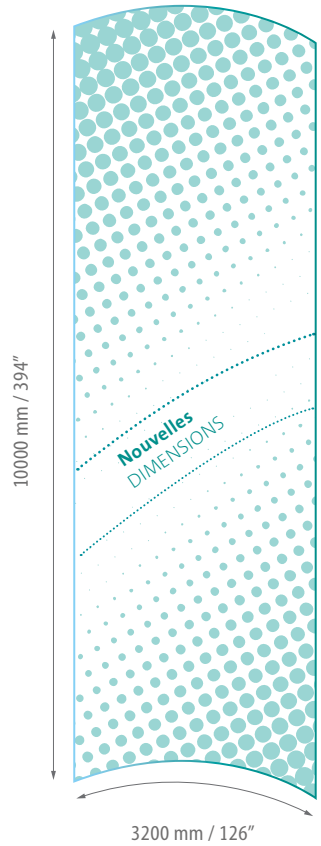 10000 mm / 394”
Nouvelles
DIMENSIONS
3200 mm / 126”